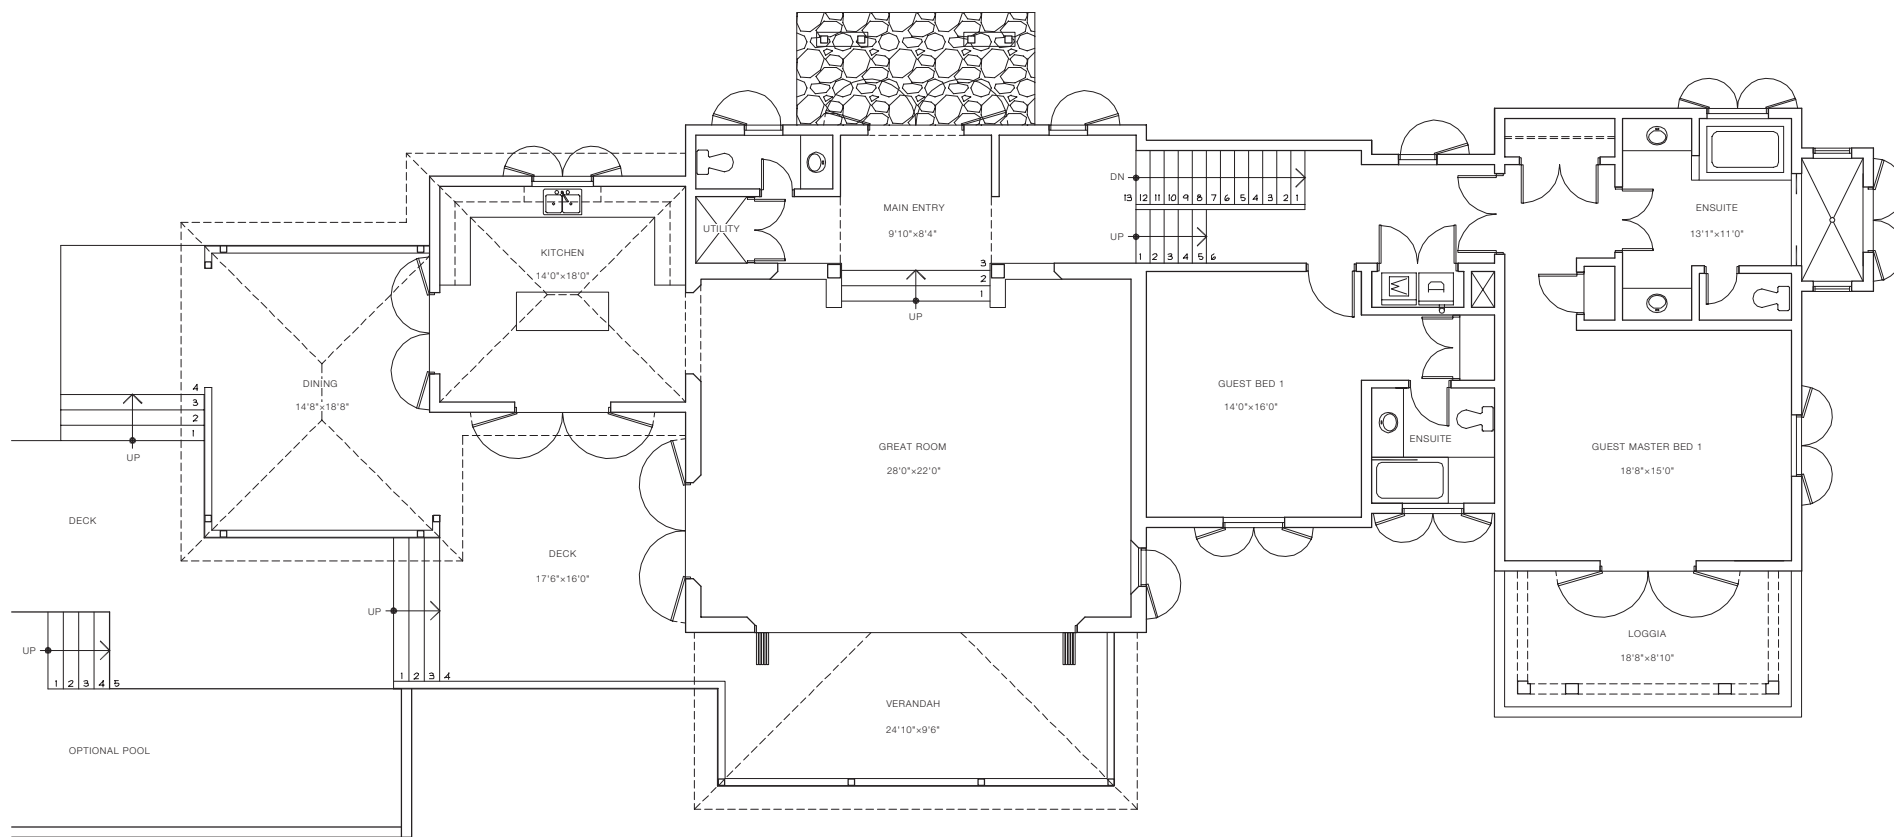 DN
13 12 11 10 9 8 7 6 5 4 3 2 1
MAIN ENTRY
9'10"×8'4"
ENSUITE
13'1"×11'0"
UTILITY
UP
1 2 3 4 5 6
KITCHEN
14'0"×18'0"
3
2
1
UP
W
D
DINING
14'8"×18'8"
4
3
2
1
UP
GUEST BED 1
14'0"×16'0"
ENSUITE
GREAT ROOM
28'0"×22'0"
GUEST MASTER BED 1
18'8"×15'0"
DECK
DECK
17'6"×16'0"
UP
1 2 3 4
LOGGIA
18'8"×8'10"
UP
1 2 3 4 5
VERANDAH
24'10"×9'6"
OPTIONAL POOL